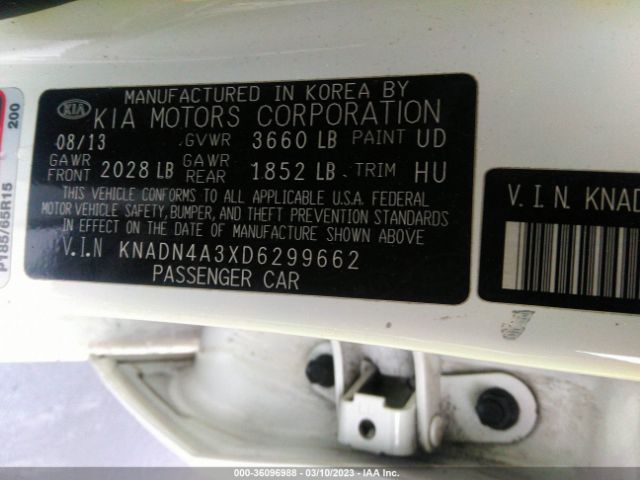 MANUFACTURED IN KOREA BY
KIA KIA MOTORS CORPORATION
08/13 GVWR 3660 LB PAINT UD
GAWR FRONT 2028 LB GAWR REAR 1852 LB TRIM HU
THIS VEHICLE CONFORMS TO ALL APPLICABLE U.S.A. FEDERAL
MOTOR VEHICLE SAFETY, BUMPER, AND THEFT PREVENTION STANDARDS
IN EFFECT ON THE DATE OF MANUFACTURE SHOWN ABOVE
V.I.N KNADN4A3XD6299662
PASSENGER CAR
V.I.N. KNAD
200
P185/65R15
000-36096988 — 03/10/2023 — IAA Inc.